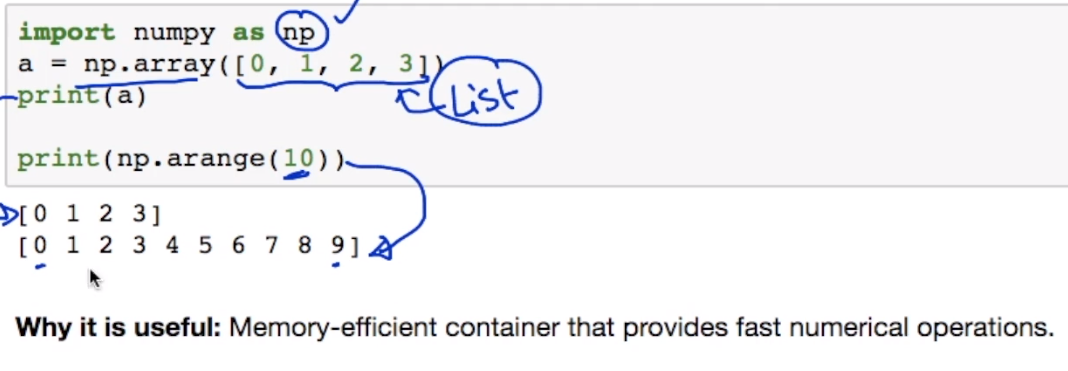 import numpy as np
a = np.array([0, 1, 2, 3])
List
print(a)
print(np.arange(10))
[0 1 2 3]
[0 1 2 3 4 5 6 7 8 9]
Why it is useful: Memory-efficient container that provides fast numerical operations.